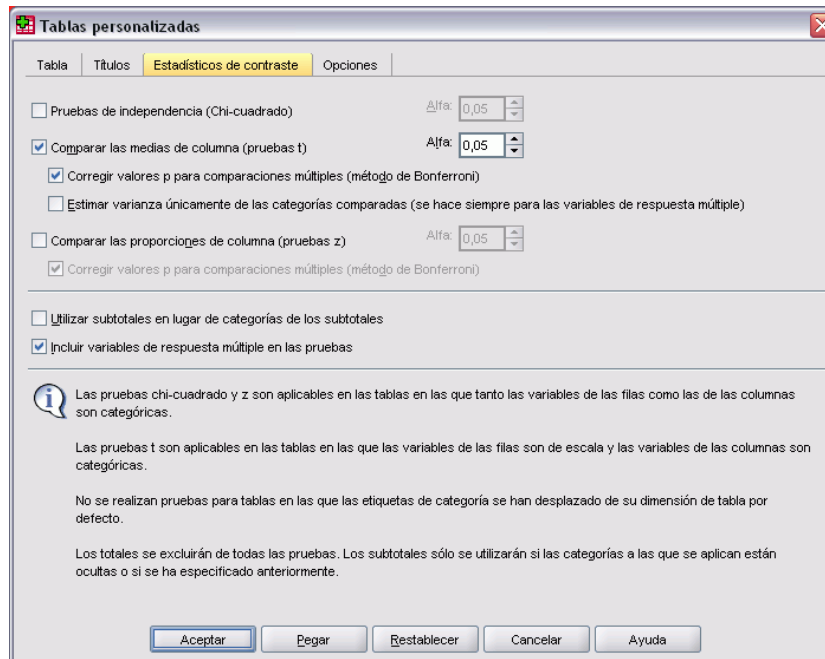 Tablas personalizadas
Tabla
Títulos
Estadísticos de contraste
Opciones
Pruebas de independencia (Chi-cuadrado)
Alfa: 0,05
Comparar las medias de columna (pruebas t)
Alfa: 0,05
Corregir valores p para comparaciones múltiples (método de Bonferroni)
Estimar varianza únicamente de las categorías comparadas (se hace siempre para las variables de respuesta múltiple)
Comparar las proporciones de columna (pruebas z)
Alfa: 0,05
Corregir valores p para comparaciones múltiples (método de Bonferroni)
Utilizar subtotales en lugar de categorías de los subtotales
Incluir variables de respuesta múltiple en las pruebas
Las pruebas chi-cuadrado y z son aplicables en las tablas en las que tanto las variables de las filas como las de las columnas
son categóricas.
Las pruebas t son aplicables en las tablas en las que las variables de las filas son de escala y las variables de las columnas son
categóricas.
No se realizan pruebas para tablas en las que las etiquetas de categoría se han desplazado de su dimensión de tabla por
defecto.
Los totales se excluirán de todas las pruebas. Los subtotales sólo se utilizarán si las categorías a las que se aplican están
ocultas o si se ha especificado anteriormente.
Aceptar
Pegar
Restablecer
Cancelar
Ayuda